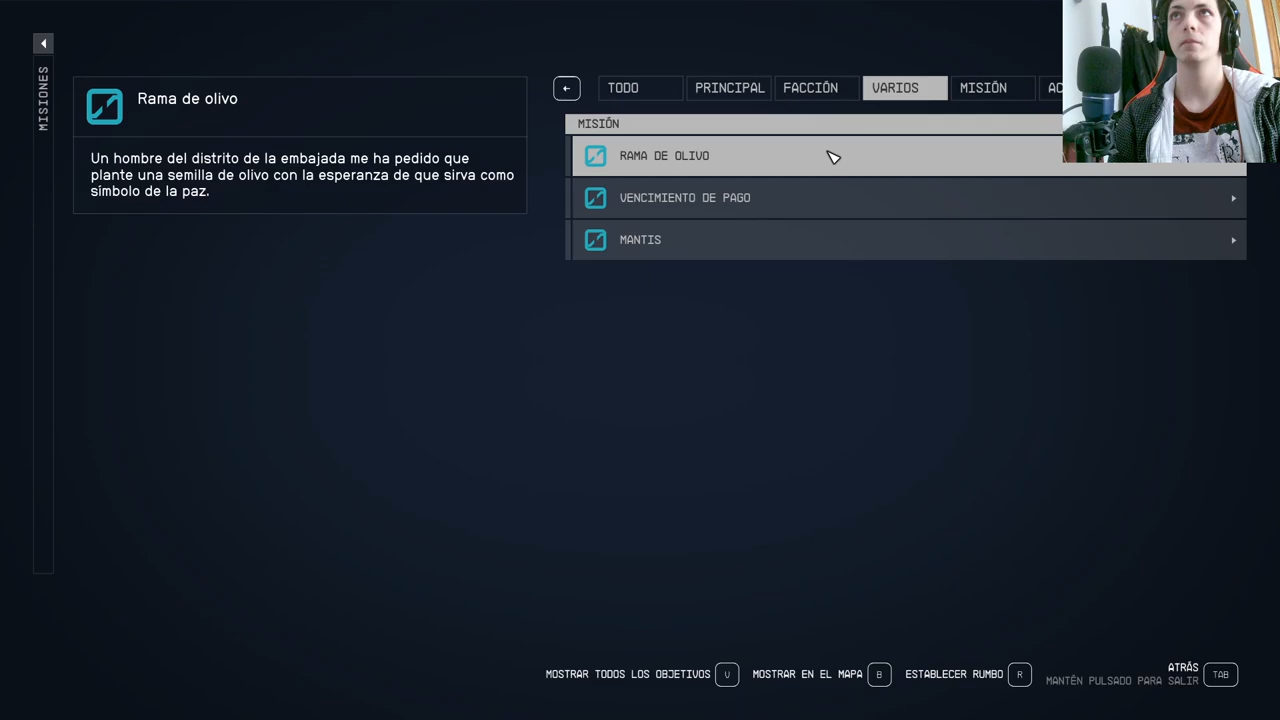 MISIONES
Rama de olivo
Un hombre del distrito de la embajada me ha pedido que
plante una semilla de olivo con la esperanza de que sirva como
símbolo de la paz.
TODO
PRINCIPAL
FACCIÓN
VARIOS
MISIÓN
AC
MISIÓN
RAMA DE OLIVO
VENCIMIENTO DE PAGO
MANTIS
MOSTRAR TODOS LOS OBJETIVOS V
MOSTRAR EN EL MAPA B
ESTABLECER RUMBO R
ATRÁS
MANTÉN PULSADO PARA SALIR TAB